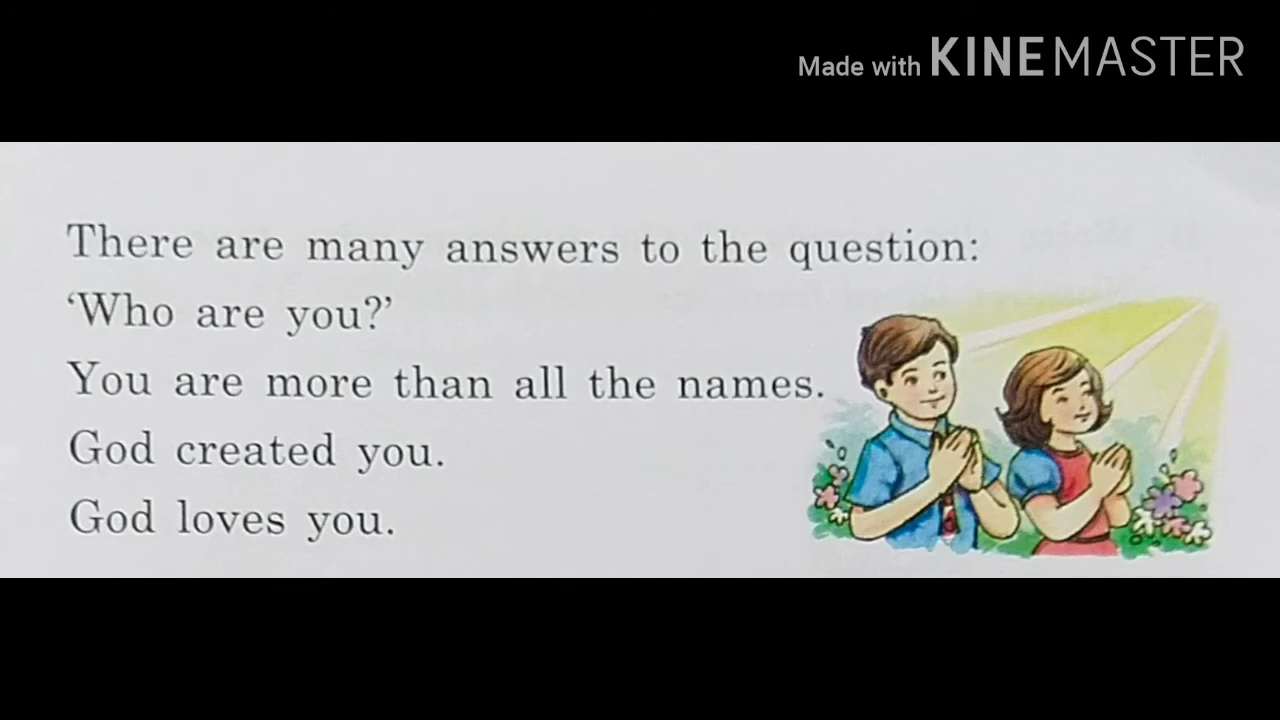 Made with KINEMASTER
There are many answers to the question:
‘Who are you?’
You are more than all the names.
God created you.
God loves you.